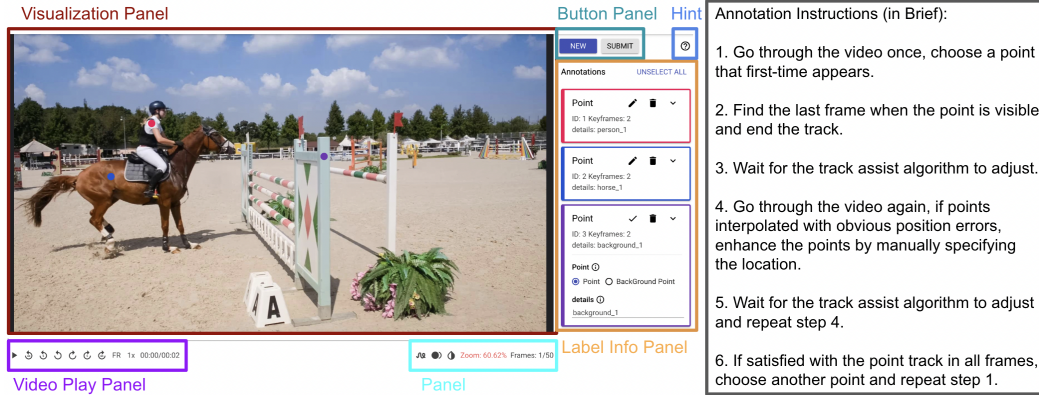 Visualization Panel
Button Panel
Hint
NEW
SUBMIT
Annotations
UNSELECT ALL
Point
ID: 1 Keyframes: 2
details: person_1
Point
ID: 2 Keyframes: 2
details: horse_1
Point
ID: 3 Keyframes: 2
details: background_1
Point
Point
BackGround Point
details
background_1
A
Label Info Panel
FR 1x 00:00/00:02
Zoom: 60.62% Frames: 1/50
Video Play Panel
Panel
Annotation Instructions (in Brief):
1. Go through the video once, choose a point
that first-time appears.
2. Find the last frame when the point is visible
and end the track.
3. Wait for the track assist algorithm to adjust.
4. Go through the video again, if points
interpolated with obvious position errors,
enhance the points by manually specifying
the location.
5. Wait for the track assist algorithm to adjust
and repeat step 4.
6. If satisfied with the point track in all frames,
choose another point and repeat step 1.